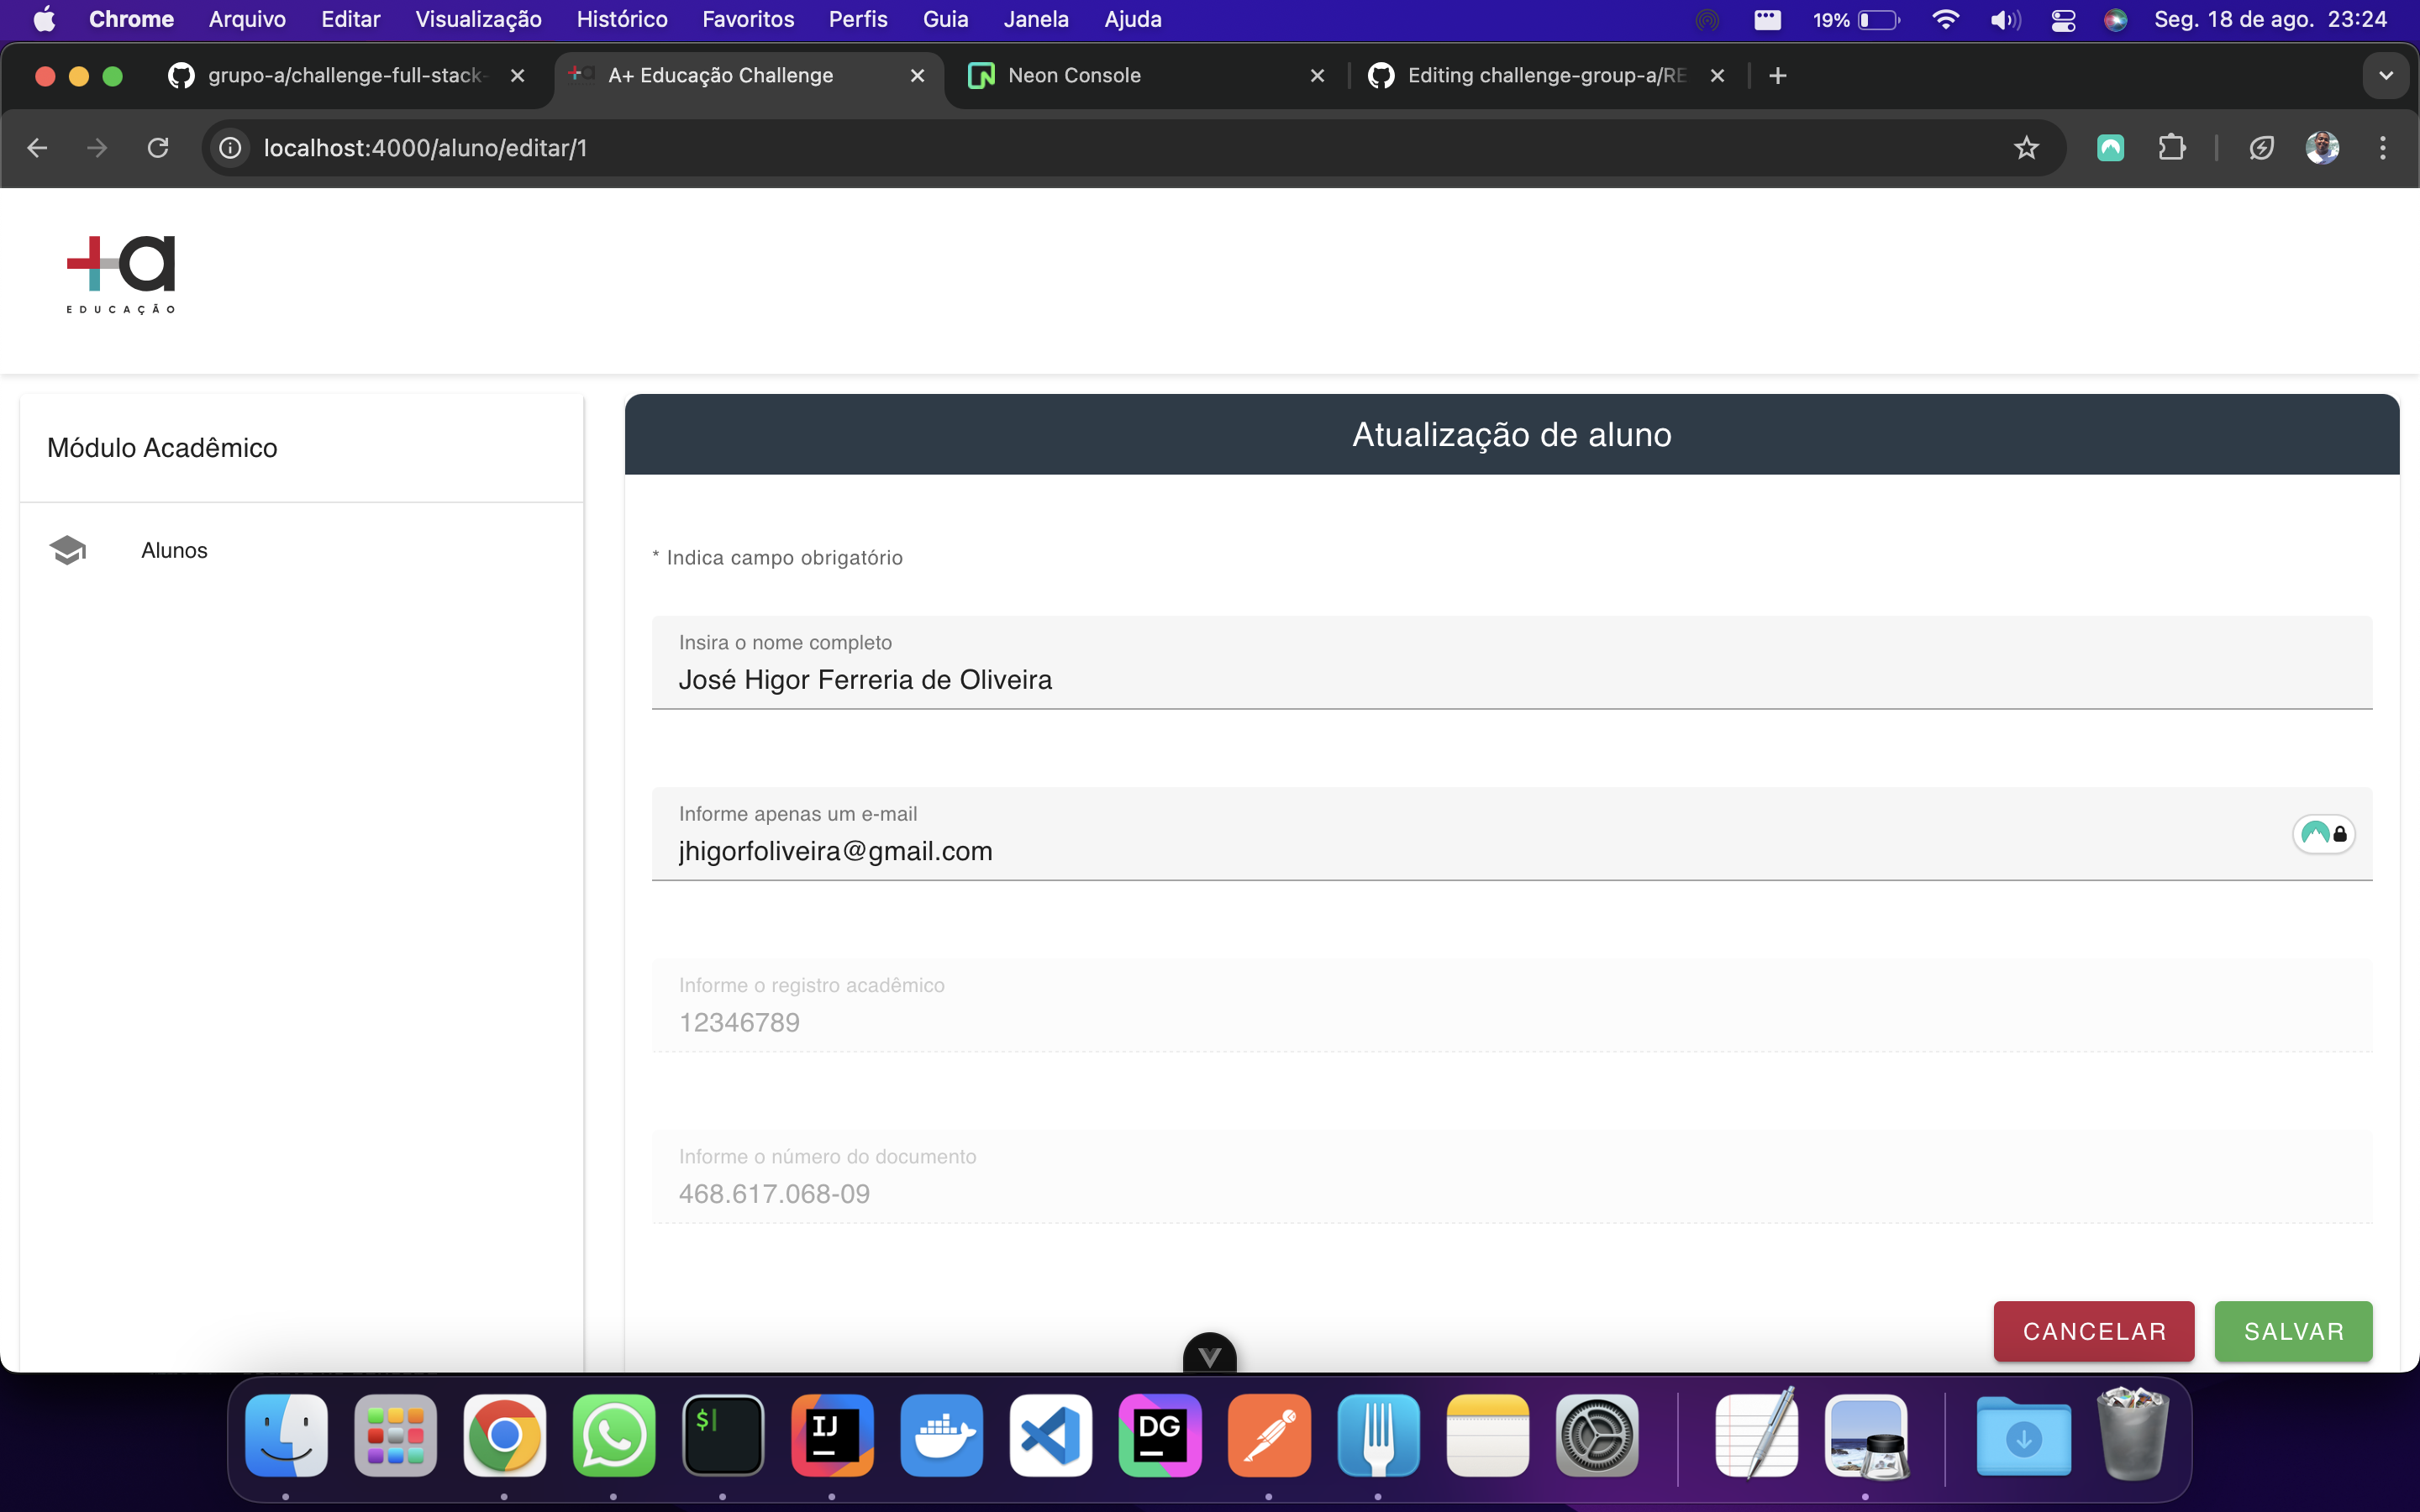 Chrome Arquivo Editar Visualização Histórico Favoritos Perfis Guia Janela Ajuda 19% Seg. 18 de ago. 23:24
grupo-a/challenge-full-stack- A+ Educação Challenge Neon Console Editing challenge-group-a/RE
localhost:4000/aluno/editar/1
+a
EDUCAÇÃO
Módulo Acadêmico
Alunos
Atualização de aluno
* Indica campo obrigatório
Insira o nome completo
José Higor Ferreria de Oliveira
Informe apenas um e-mail
jhigorfoliveira@gmail.com
Informe o registro acadêmico
12346789
Informe o número do documento
468.617.068-09
CANCELAR SALVAR
$ IJ DG